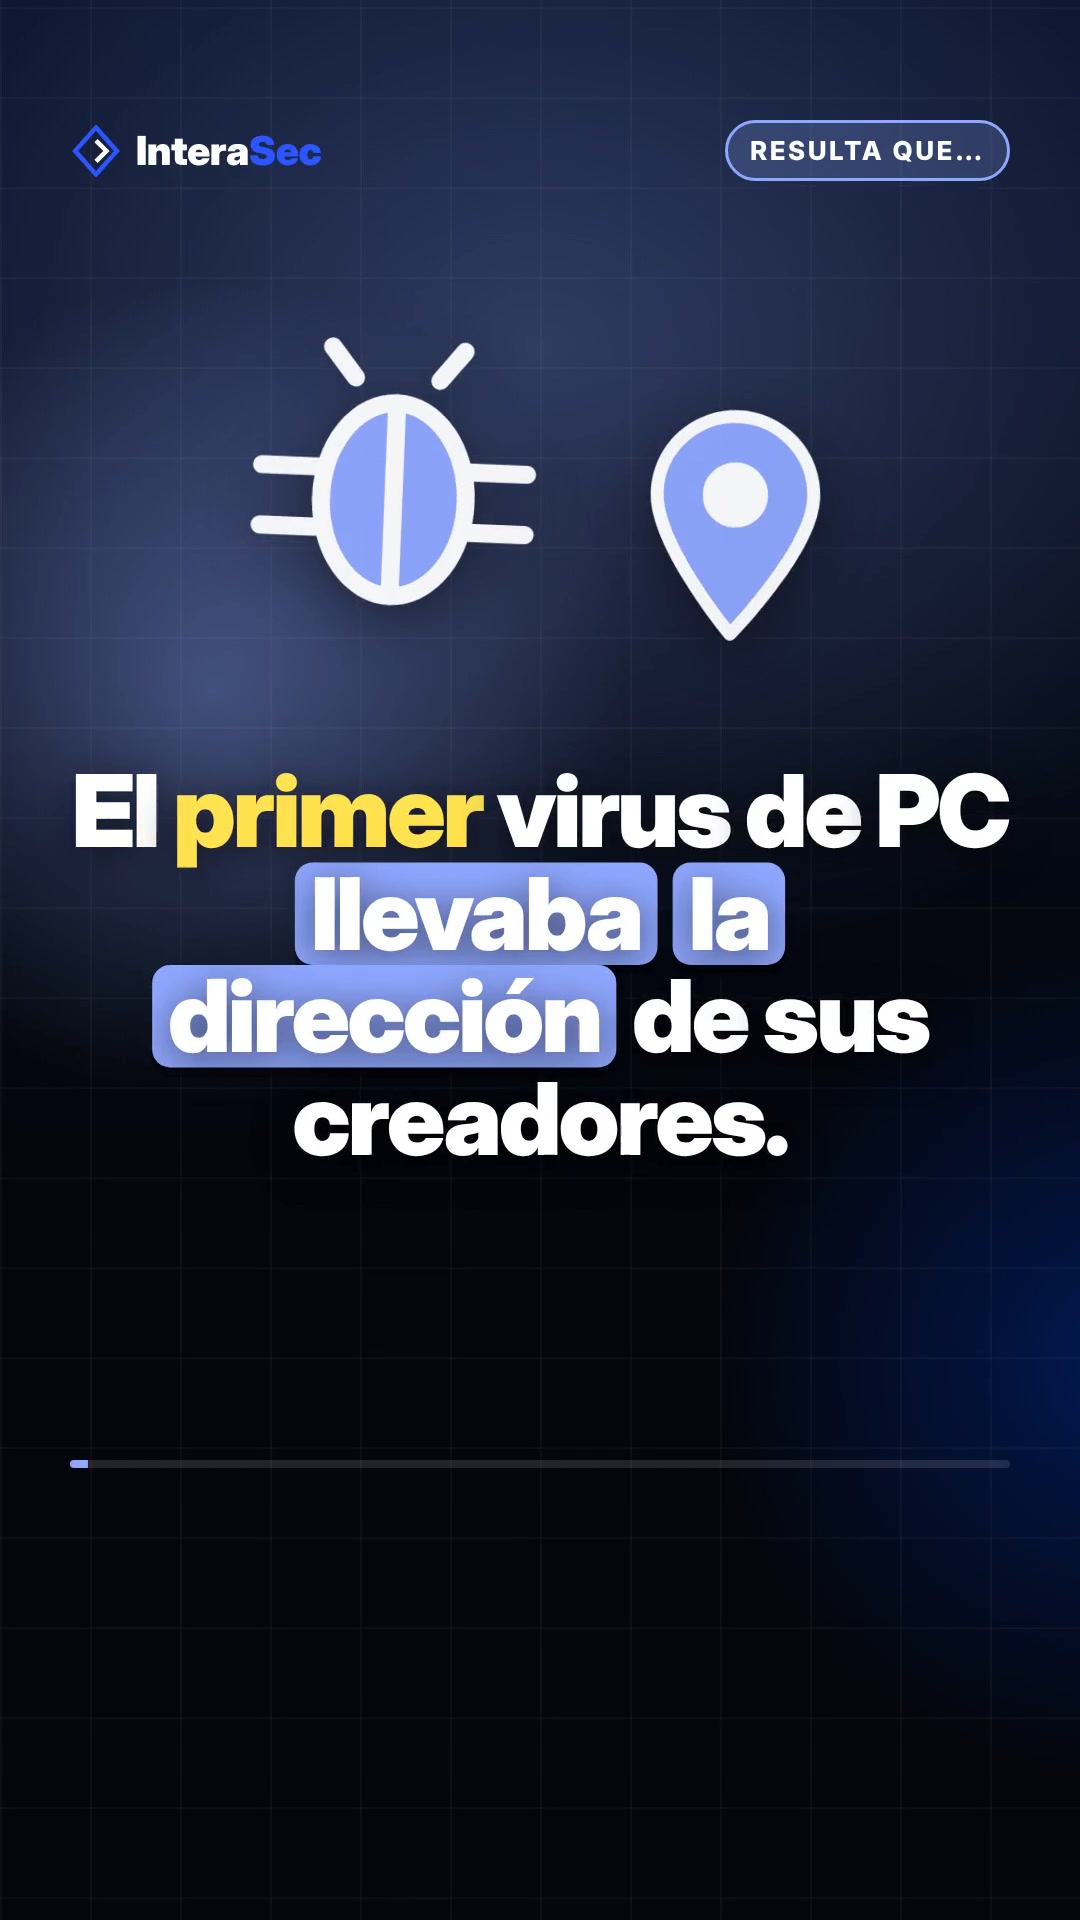 InteraSec
RESULTA QUE...
El primer virus de PC
llevaba la
dirección de sus
creadores.